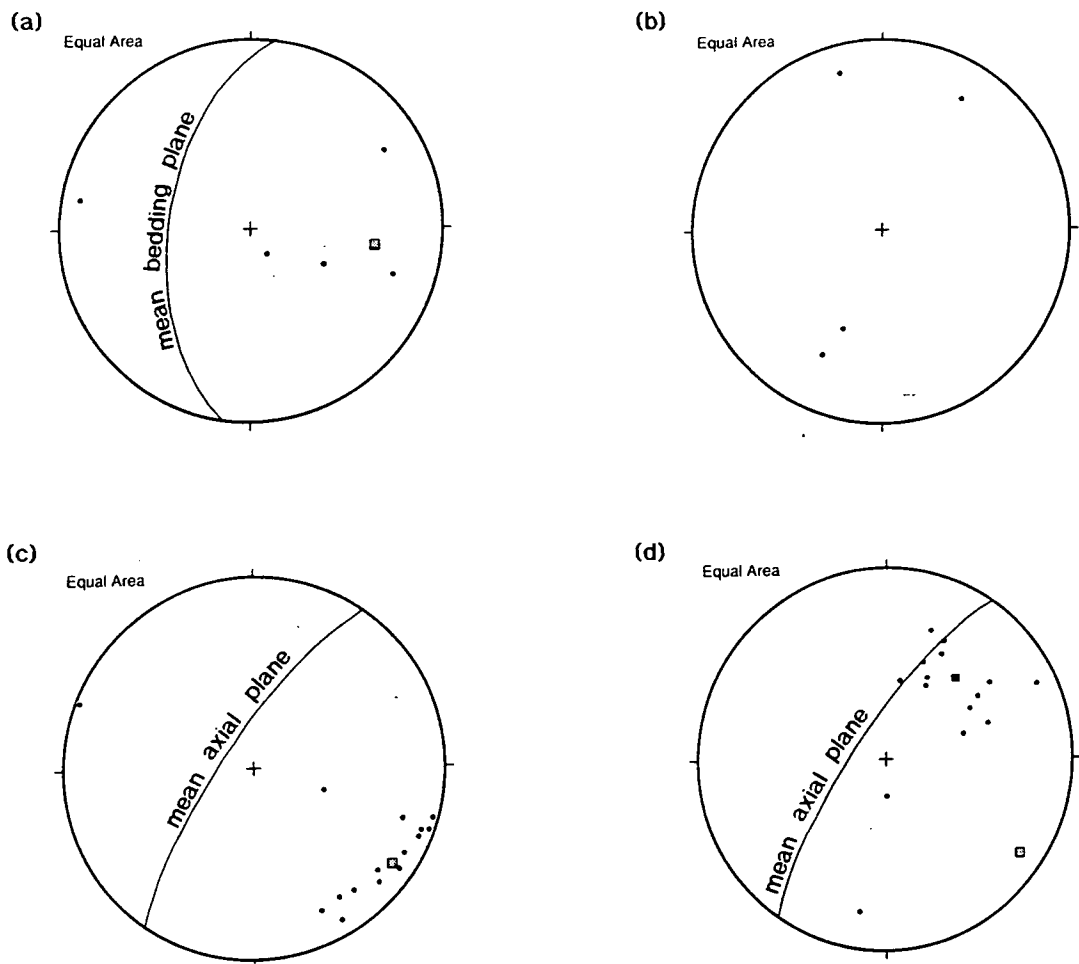 (a)
Equal Area
mean bedding plane
(b)
Equal Area
(c)
Equal Area
mean axial plane
(d)
Equal Area
mean axial plane